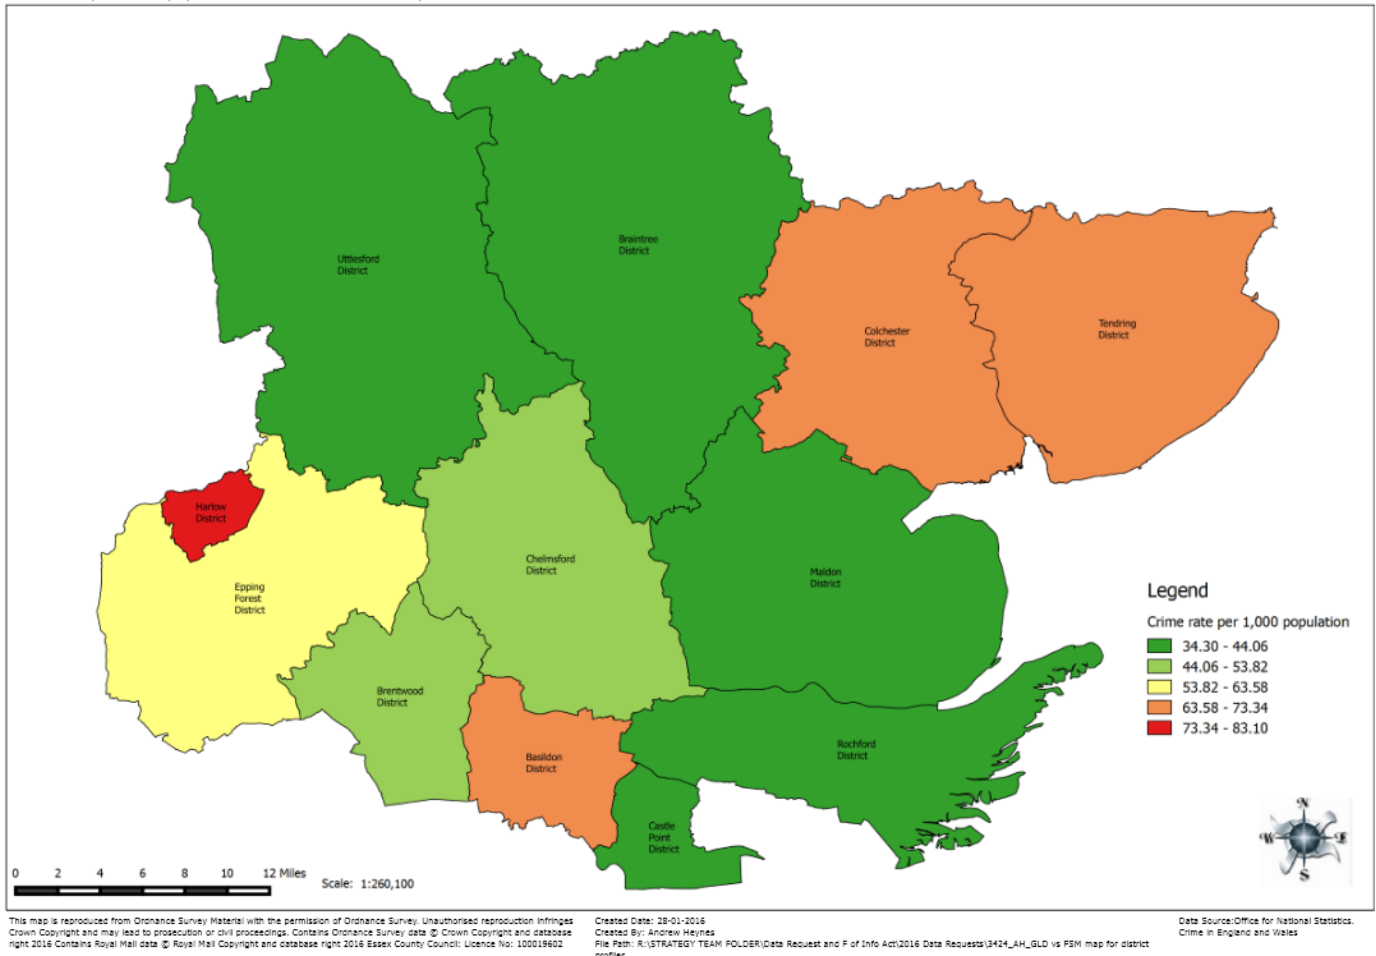 Uttlesford
District
Braintree
District
Colchester
District
Tendring
District
Harlow
District
Epping
Forest
District
Chelmsford
District
Maldon
District
Brentwood
District
Basildon
District
Rochford
District
Castle
Point
District
Legend
Crime rate per 1,000 population
34.30 - 44.06
44.06 - 53.82
53.82 - 63.58
63.58 - 73.34
73.34 - 83.10
N
W E
S
0 2 4 6 8 10 12 Miles
Scale: 1:260,100
This map is reproduced from Ordnance Survey Material with the permission of Ordnance Survey. Unauthorised reproduction infringes
Crown Copyright and may lead to prosecution or civil proceedings. Contains Ordnance Survey data © Crown Copyright and database
right 2016 Contains Royal Mail data © Royal Mail Copyright and database right 2016 Essex County Council: Licence No: 100019602
Created Date: 28-01-2016
Created By: Andrew Heynes
File Path: R:\STRATEGY TEAM FOLDER\Data Request and F of Info Act\2016 Data Requests\3424_AH_GLD vs FSM map for district
profiles
Data Source:Office for National Statistics.
Crime in England and Wales